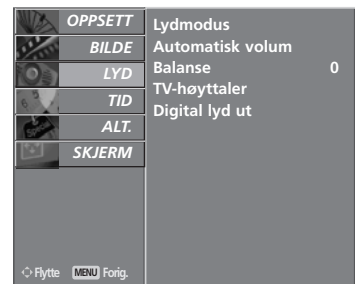 OPPSETT
BILDE
LYD
TID
ALT.
SKJERM
Lydmodus
Automatisk volum
Balanse 0
TV-høyttaler
Digital lyd ut
Flytte MENU Forig.